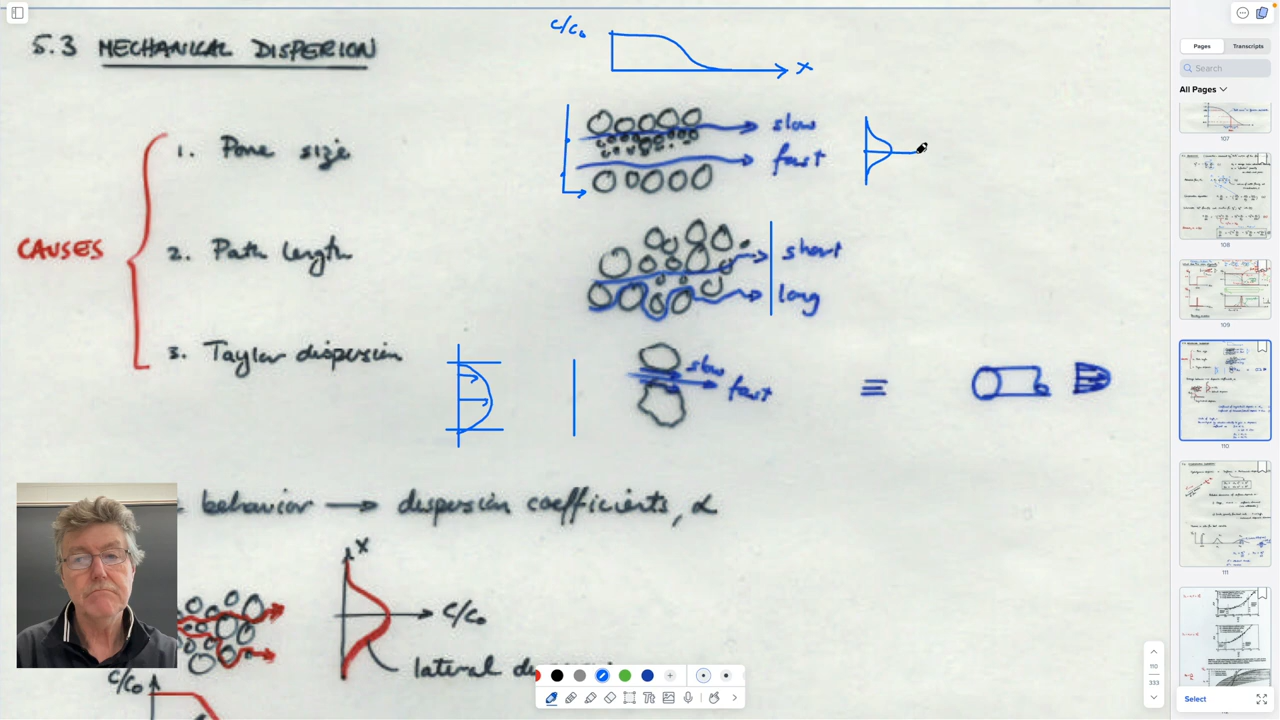 5.3 MECHANICAL DISPERSION
C/C₀
x
CAUSES
1. Pore size
slow
fast
2. Path length
short
long
3. Taylor dispersion
slow
fast
≡
behavior → dispersion coefficients, α
x
C/C₀
lateral
C/C₀
Pages
Transcripts
Search
All Pages
107
108
109
110
111
110
333
Select